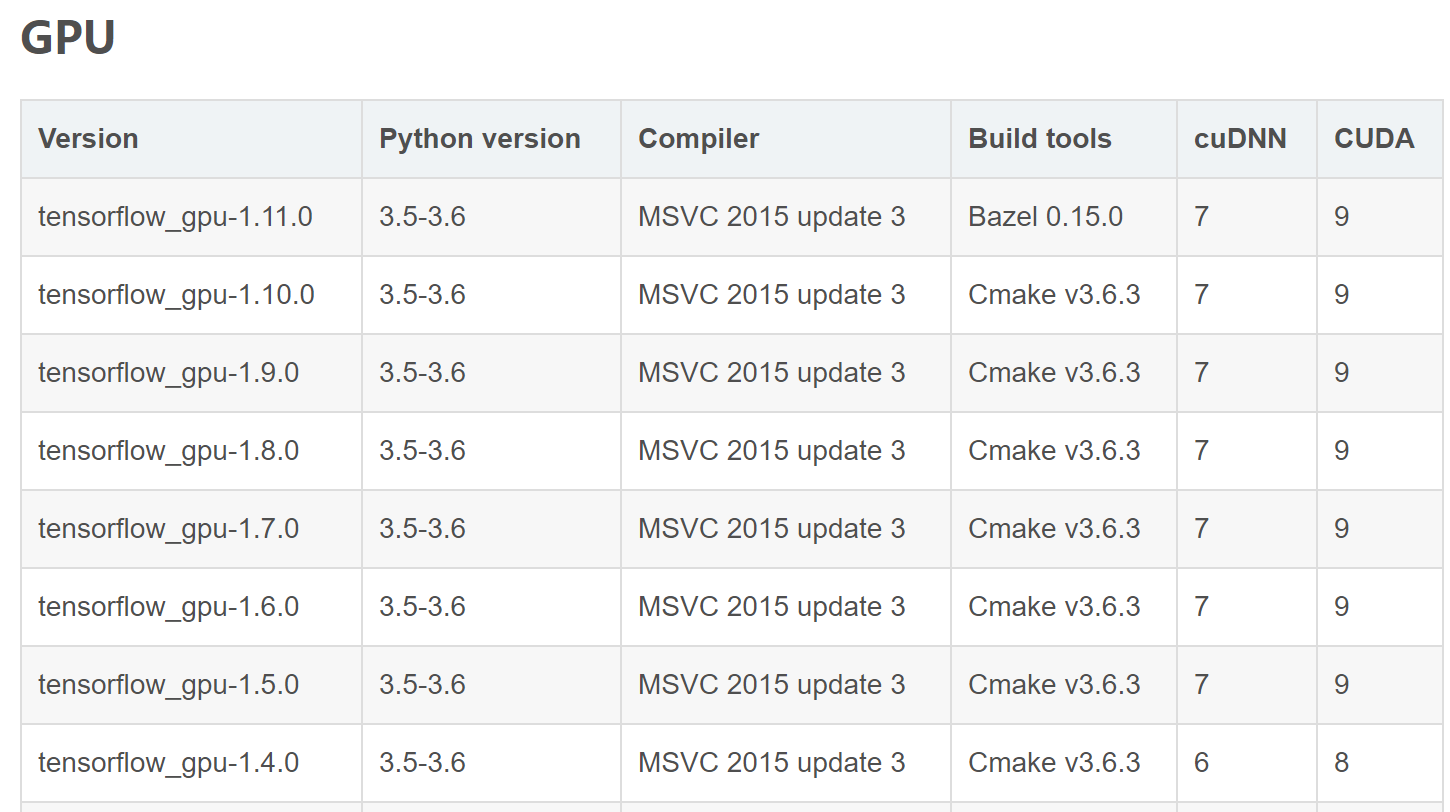 GPU
Version Python version Compiler Build tools cuDNN CUDA
tensorflow_gpu-1.11.0 3.5-3.6 MSVC 2015 update 3 Bazel 0.15.0 7 9
tensorflow_gpu-1.10.0 3.5-3.6 MSVC 2015 update 3 Cmake v3.6.3 7 9
tensorflow_gpu-1.9.0 3.5-3.6 MSVC 2015 update 3 Cmake v3.6.3 7 9
tensorflow_gpu-1.8.0 3.5-3.6 MSVC 2015 update 3 Cmake v3.6.3 7 9
tensorflow_gpu-1.7.0 3.5-3.6 MSVC 2015 update 3 Cmake v3.6.3 7 9
tensorflow_gpu-1.6.0 3.5-3.6 MSVC 2015 update 3 Cmake v3.6.3 7 9
tensorflow_gpu-1.5.0 3.5-3.6 MSVC 2015 update 3 Cmake v3.6.3 7 9
tensorflow_gpu-1.4.0 3.5-3.6 MSVC 2015 update 3 Cmake v3.6.3 6 8